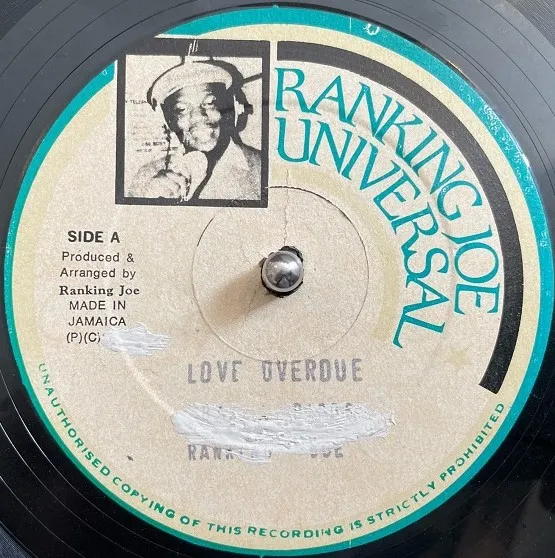 RANKING JOE
UNIVERSAL
SIDE A
Produced &
Arranged by
Ranking Joe
MADE IN
JAMAICA
(P)(C)
LOVE OVERDUE
UNAUTHORISED COPYING OF THIS RECORDING IS STRICTLY PROHIBITED